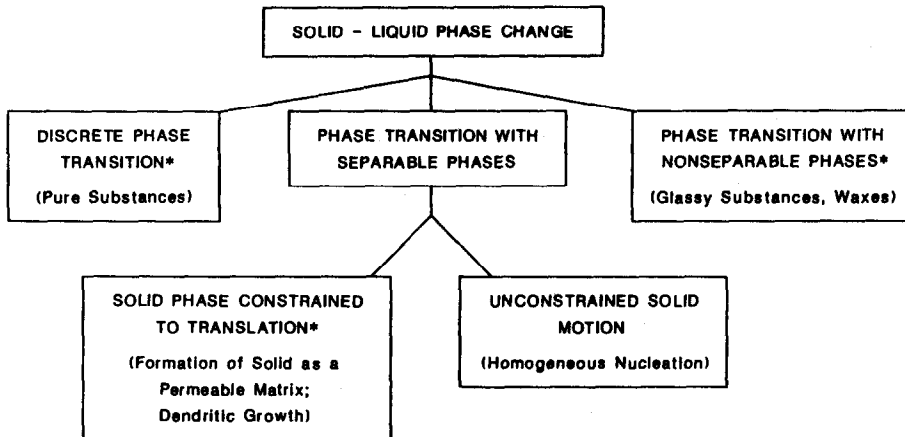 SOLID - LIQUID PHASE CHANGE
DISCRETE PHASE
TRANSITION*
(Pure Substances)
PHASE TRANSITION WITH
SEPARABLE PHASES
PHASE TRANSITION WITH
NONSEPARABLE PHASES*
(Glassy Substances, Waxes)
SOLID PHASE CONSTRAINED
TO TRANSLATION*
(Formation of Solid as a
Permeable Matrix;
Dendritic Growth)
UNCONSTRAINED SOLID
MOTION
(Homogeneous Nucleation)